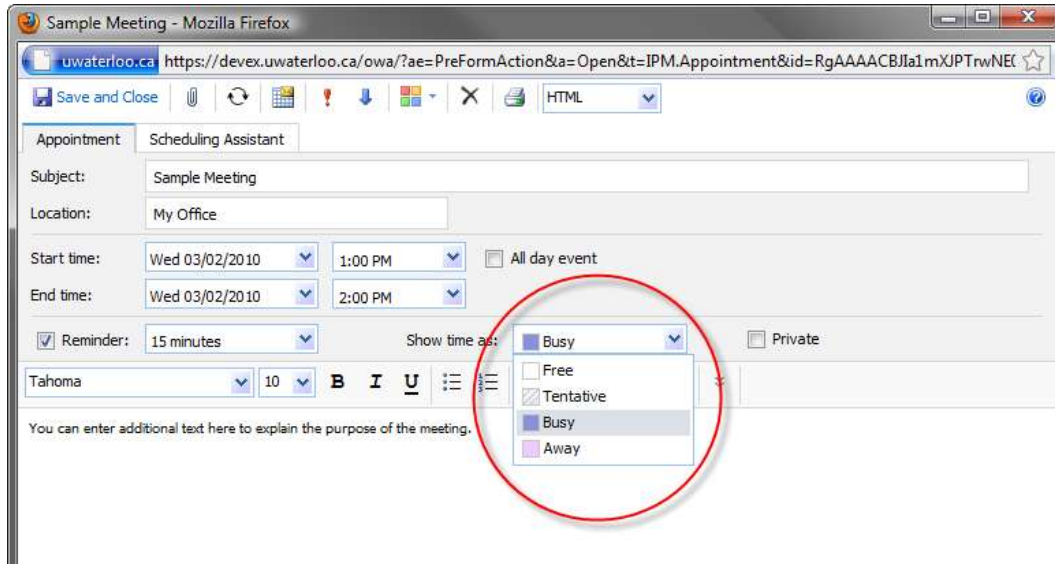 Sample Meeting - Mozilla Firefox
uwaterloo.ca https://devex.uwaterloo.ca/owa/?ae=PreFormAction&a=Open&t=IPM.Appointment&id=RgAAAACBJIa1mXJPTrwNE(
Save and Close HTML
Appointment Scheduling Assistant
Subject: Sample Meeting
Location: My Office
Start time: Wed 03/02/2010 1:00 PM All day event
End time: Wed 03/02/2010 2:00 PM
Reminder: 15 minutes Show time as: Busy Private
Free
Tahoma 10 B I U
Tentative
Busy
You can enter additional text here to explain the purpose of the meeting.
Away